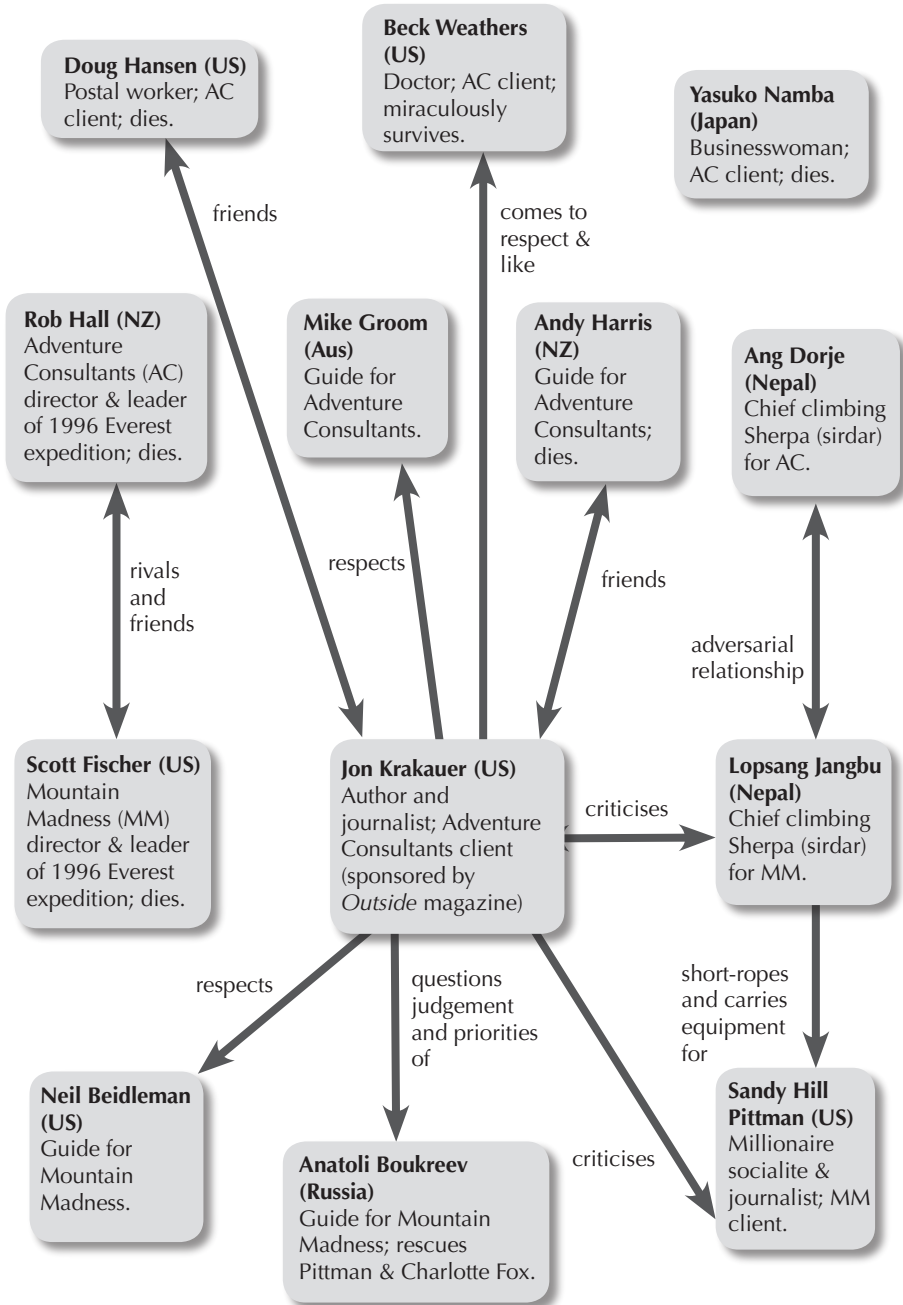 Doug Hansen (US)
Postal worker; AC
client; dies.
Beck Weathers
(US)
Doctor; AC client;
miraculously
survives.
Yasuko Namba
(Japan)
Businesswoman;
AC client; dies.
friends
comes to
respect &
like
Rob Hall (NZ)
Adventure
Consultants (AC)
director & leader
of 1996 Everest
expedition; dies.
Mike Groom
(Aus)
Guide for
Adventure
Consultants.
Andy Harris
(NZ)
Guide for
Adventure
Consultants;
dies.
Ang Dorje
(Nepal)
Chief climbing
Sherpa (sirdar)
for AC.
rivals
and
friends
respects
friends
adversarial
relationship
Scott Fischer (US)
Mountain
Madness (MM)
director & leader
of 1996 Everest
expedition; dies.
Jon Krakauer (US)
Author and
journalist; Adventure
Consultants client
(sponsored by
Outside magazine)
criticises
Lopsang Jangbu
(Nepal)
Chief climbing
Sherpa (sirdar)
for MM.
respects
questions
judgement
and priorities
of
short-ropes
and carries
equipment
for
Neil Beidleman
(US)
Guide for
Mountain
Madness.
Anatoli Boukreev
(Russia)
Guide for Mountain
Madness; rescues
Pittman & Charlotte Fox.
criticises
Sandy Hill
Pittman (US)
Millionaire
socialite &
journalist; MM
client.